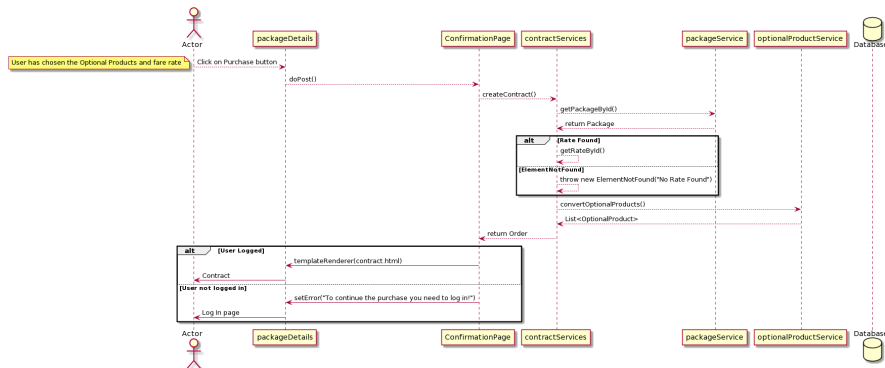 Actor
packageDetails
ConfirmationPage
contractServices
packageService
optionalProductService
Database
User has chosen the Optional Products and fare rate
Click on Purchase button
doPost()
createContract()
getPackageById()
return Package
alt [Rate Found]
getRateById()
[ElementNotFound]
throw new ElementNotFound("No Rate Found")
convertOptionalProducts()
List<OptionalProduct>
return Order
alt [User Logged]
templateRenderer(contract.html)
Contract
[User not logged in]
setError("To continue the purchase you need to log in!")
Log In page
Actor
packageDetails
ConfirmationPage
contractServices
packageService
optionalProductService
Database